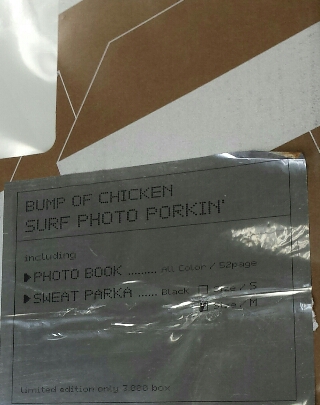 BUMP OF CHICKEN
SURF PHOTO PORKIN'
including
▶PHOTO BOOK ......... All Color / 52page
▶SWEAT PARKA ...... Black □ / S
☑ / M
Limited edition only 3,000 box